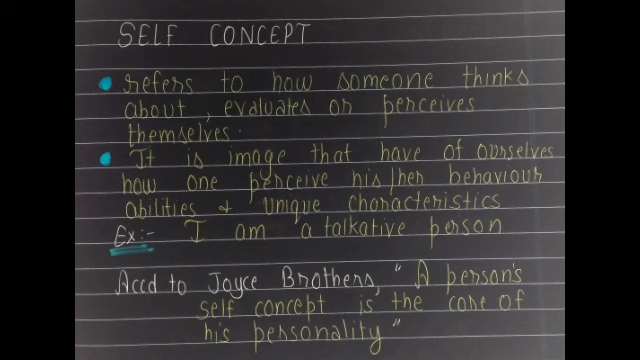 SELF CONCEPT
refers to how someone thinks
about, evaluates or perceives
themselves.
It is image that have of ourselves
how one perceive his/her behaviour
abilities & unique characteristics
Ex:- I am a talkative person
Accd to Joyce Brothers, "A person's
self concept is the core of
his personality"